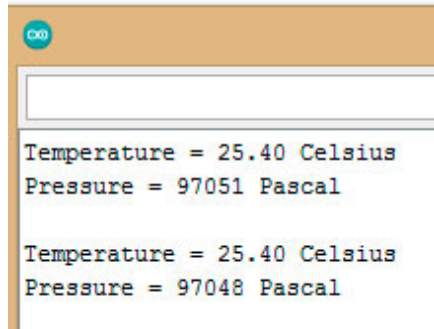 Temperature = 25.40 Celsius
Pressure = 97051 Pascal
Temperature = 25.40 Celsius
Pressure = 97048 Pascal